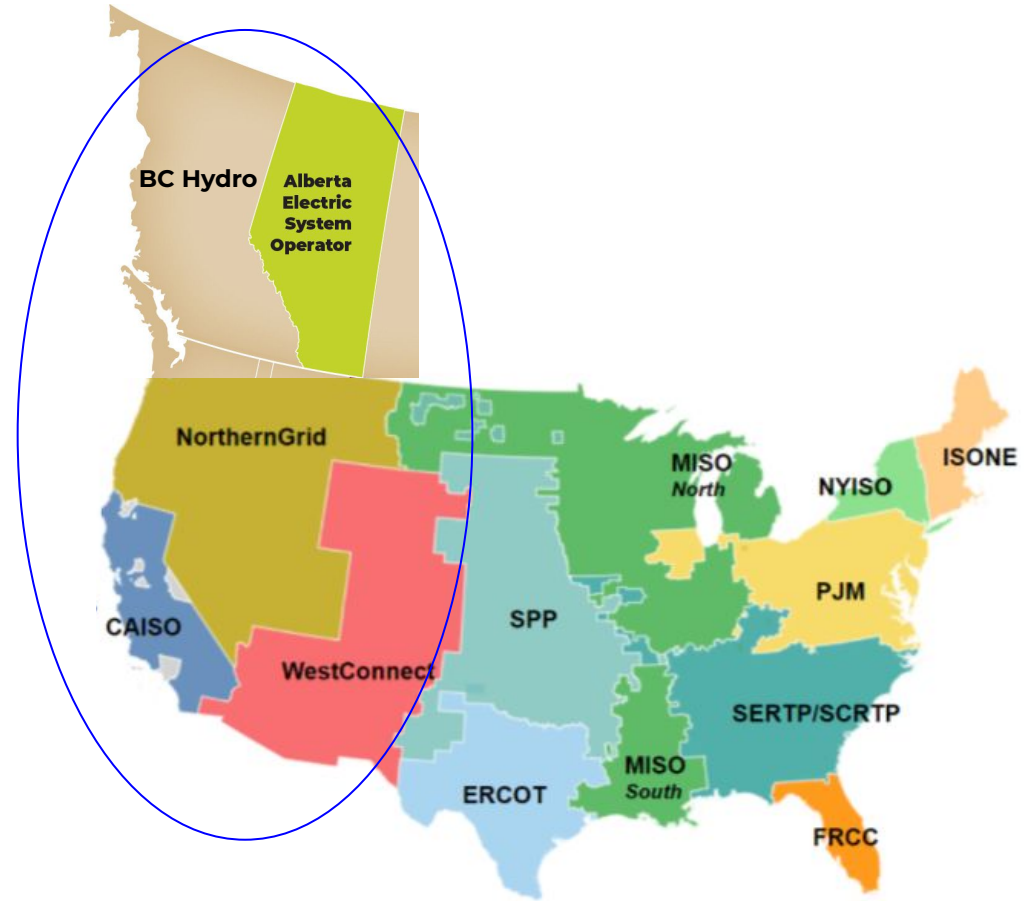 BC Hydro
Alberta
Electric
System
Operator
NorthernGrid
MISO
North
ISONE
NYISO
PJM
CAISO
SPP
WestConnect
SERTP/SCRTP
MISO
South
ERCOT
FRCC